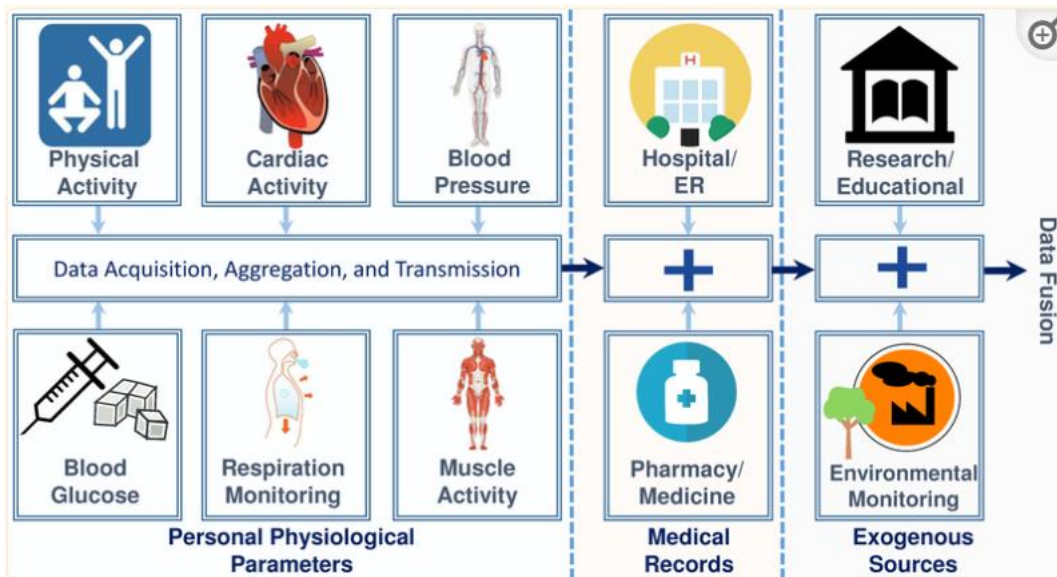 Physical
Activity
Cardiac
Activity
Blood
Pressure
H
Hospital/
ER
Research/
Educational
Data Acquisition, Aggregation, and Transmission
+
+
Data Fusion
Blood
Glucose
Respiration
Monitoring
Muscle
Activity
Pharmacy/
Medicine
Environmental
Monitoring
Personal Physiological
Parameters
Medical
Records
Exogenous
Sources